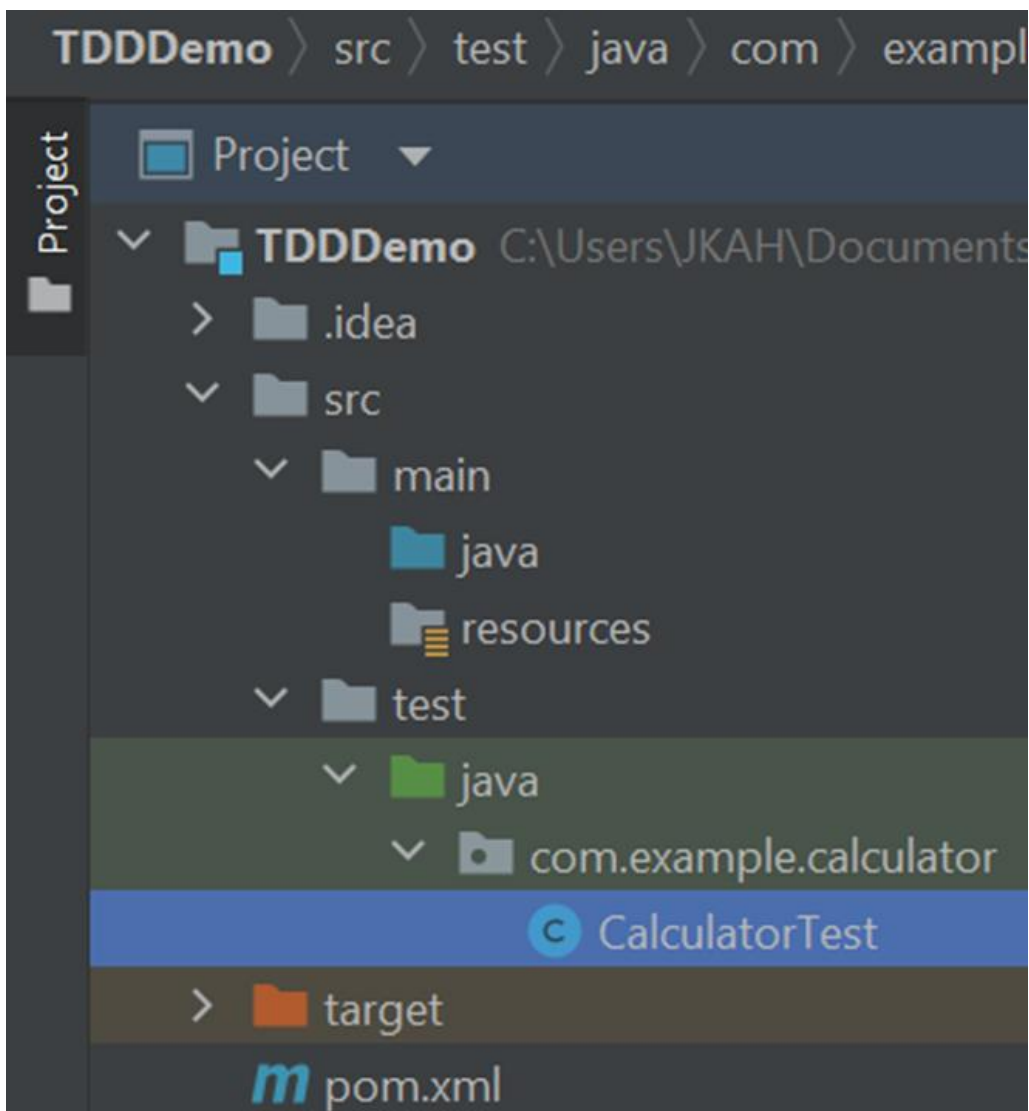 TDDDemo 〉 src 〉 test 〉 java 〉 com 〉 exampl
Project
Project
TDDDemo C:\Users\JKAH\Documents
.idea
src
main
java
resources
test
java
com.example.calculator
C CalculatorTest
target
m pom.xml